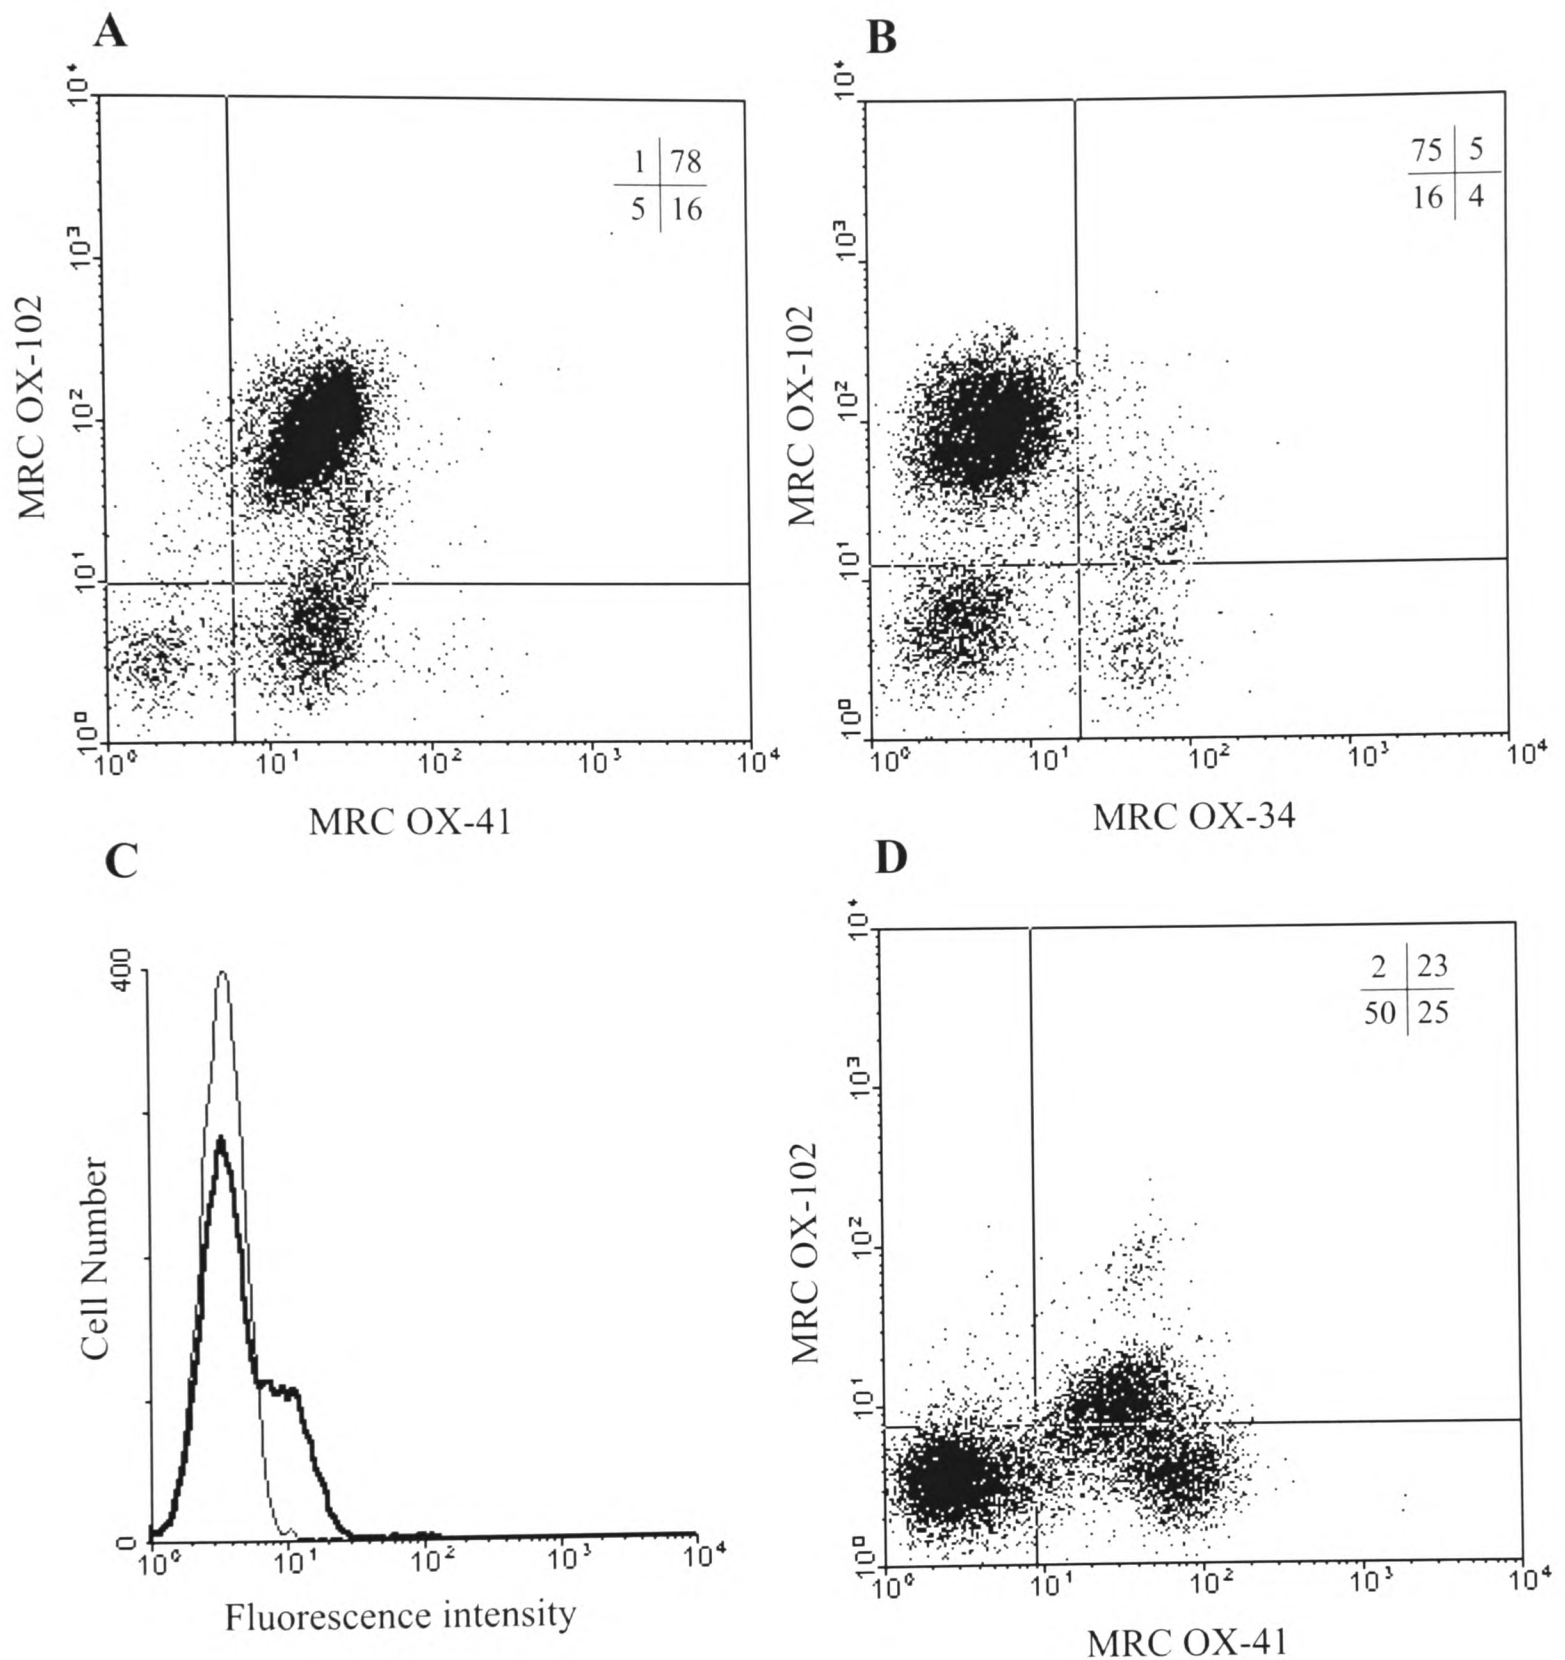 A
10⁴
10³
10²
10¹
10⁰
MRC OX-102
1 78
5 16
10⁰ 10¹ 10² 10³ 10⁴
MRC OX-41
B
10⁴
10³
10²
10¹
10⁰
MRC OX-102
75 5
16 4
10⁰ 10¹ 10² 10³ 10⁴
MRC OX-34
C
400
0
Cell Number
10⁰ 10¹ 10² 10³ 10⁴
Fluorescence intensity
D
10⁴
10³
10²
10¹
10⁰
MRC OX-102
2 23
50 25
10⁰ 10¹ 10² 10³ 10⁴
MRC OX-41